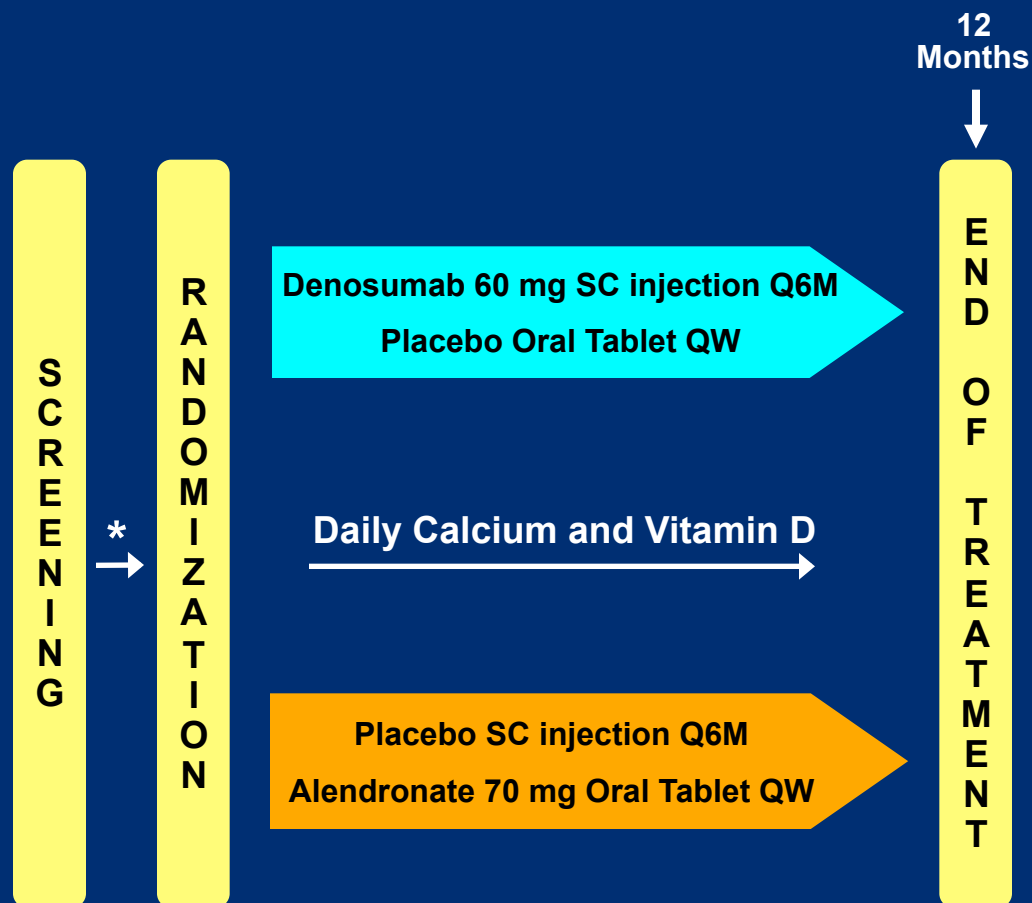 12
Months
SCREENING
*
RANDOMIZATION
Denosumab 60 mg SC injection Q6M
Placebo Oral Tablet QW
Daily Calcium and Vitamin D
Placebo SC injection Q6M
Alendronate 70 mg Oral Tablet QW
END OF TREATMENT